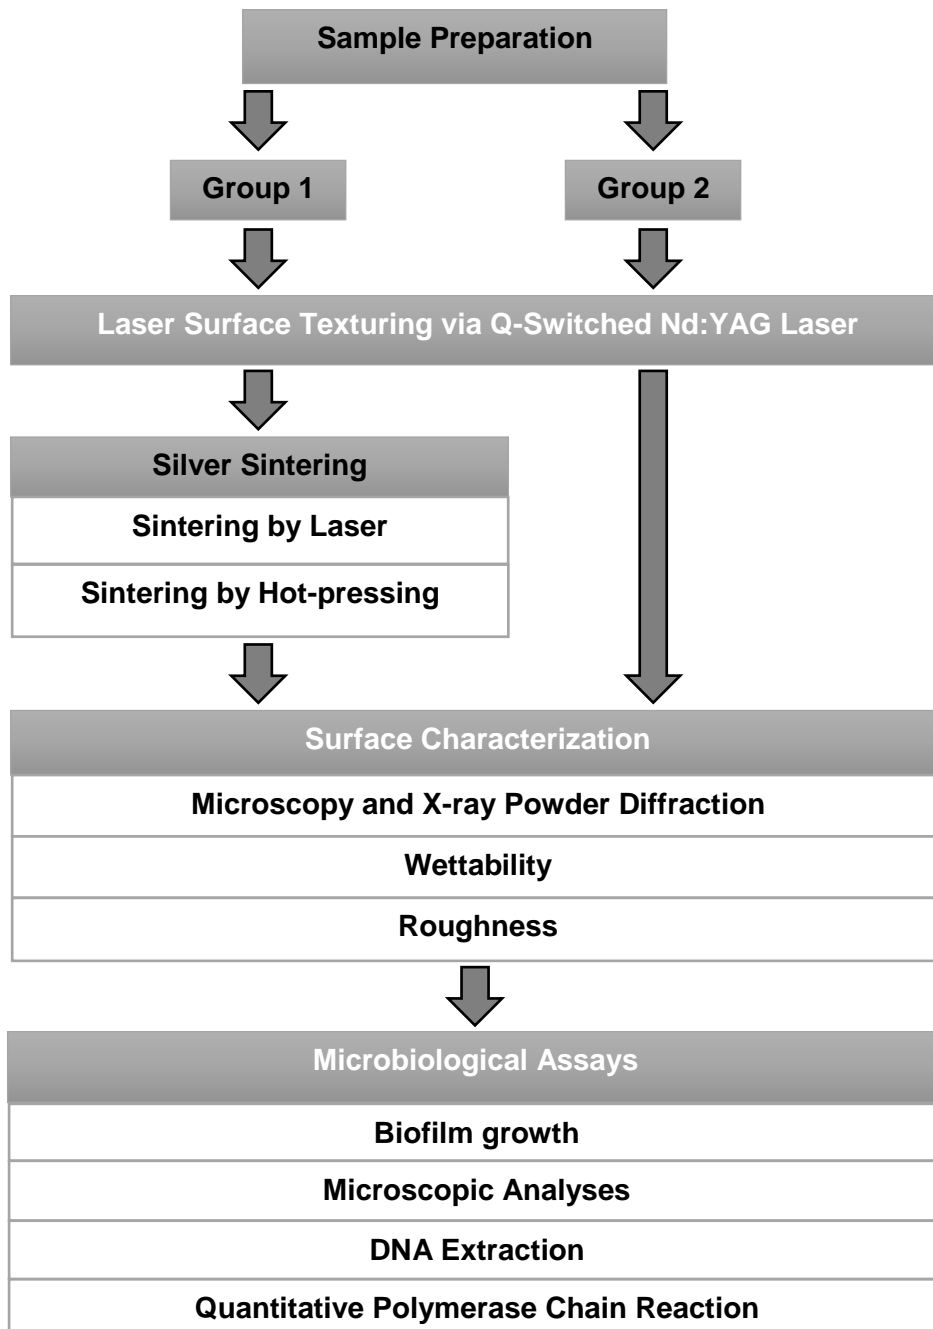 Sample Preparation
Group 1
Group 2
Laser Surface Texturing via Q-Switched Nd:YAG Laser
Silver Sintering
Sintering by Laser
Sintering by Hot-pressing
Surface Characterization
Microscopy and X-ray Powder Diffraction
Wettability
Roughness
Microbiological Assays
Biofilm growth
Microscopic Analyses
DNA Extraction
Quantitative Polymerase Chain Reaction